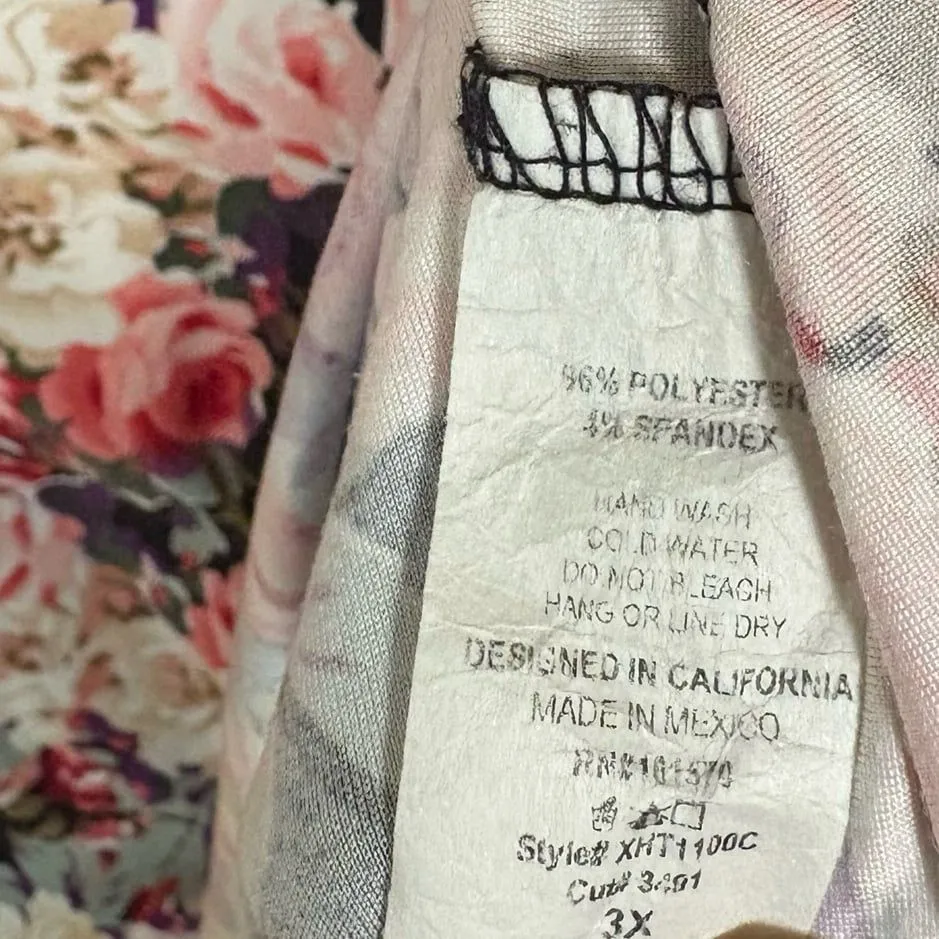 96% POLYESTER
4% SPANDEX
HAND WASH
COLD WATER
DO NOT BLEACH
HANG OR LINE DRY
DESIGNED IN CALIFORNIA
MADE IN MEXICO
Style# XHT1100C
Cut#
3X